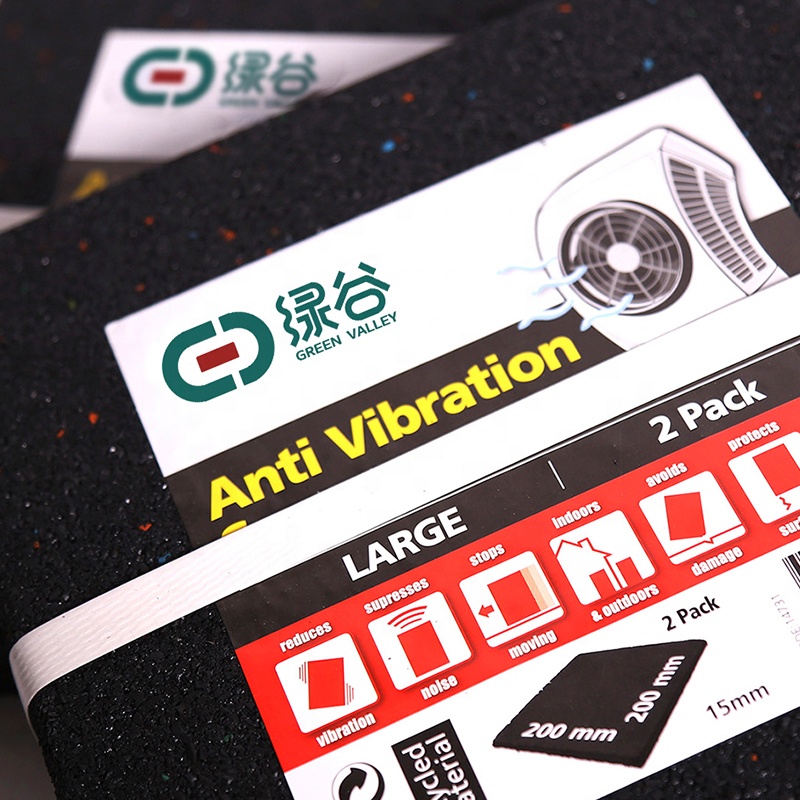 绿谷
GREEN VALLEY
绿谷
GREEN VALLEY
Anti Vibration
LARGE
2 Pack
reduces
vibration
supresses
noise
stops
moving
indoors
& outdoors
avoids
damage
protects
2 Pack
200 mm
200 mm
15mm